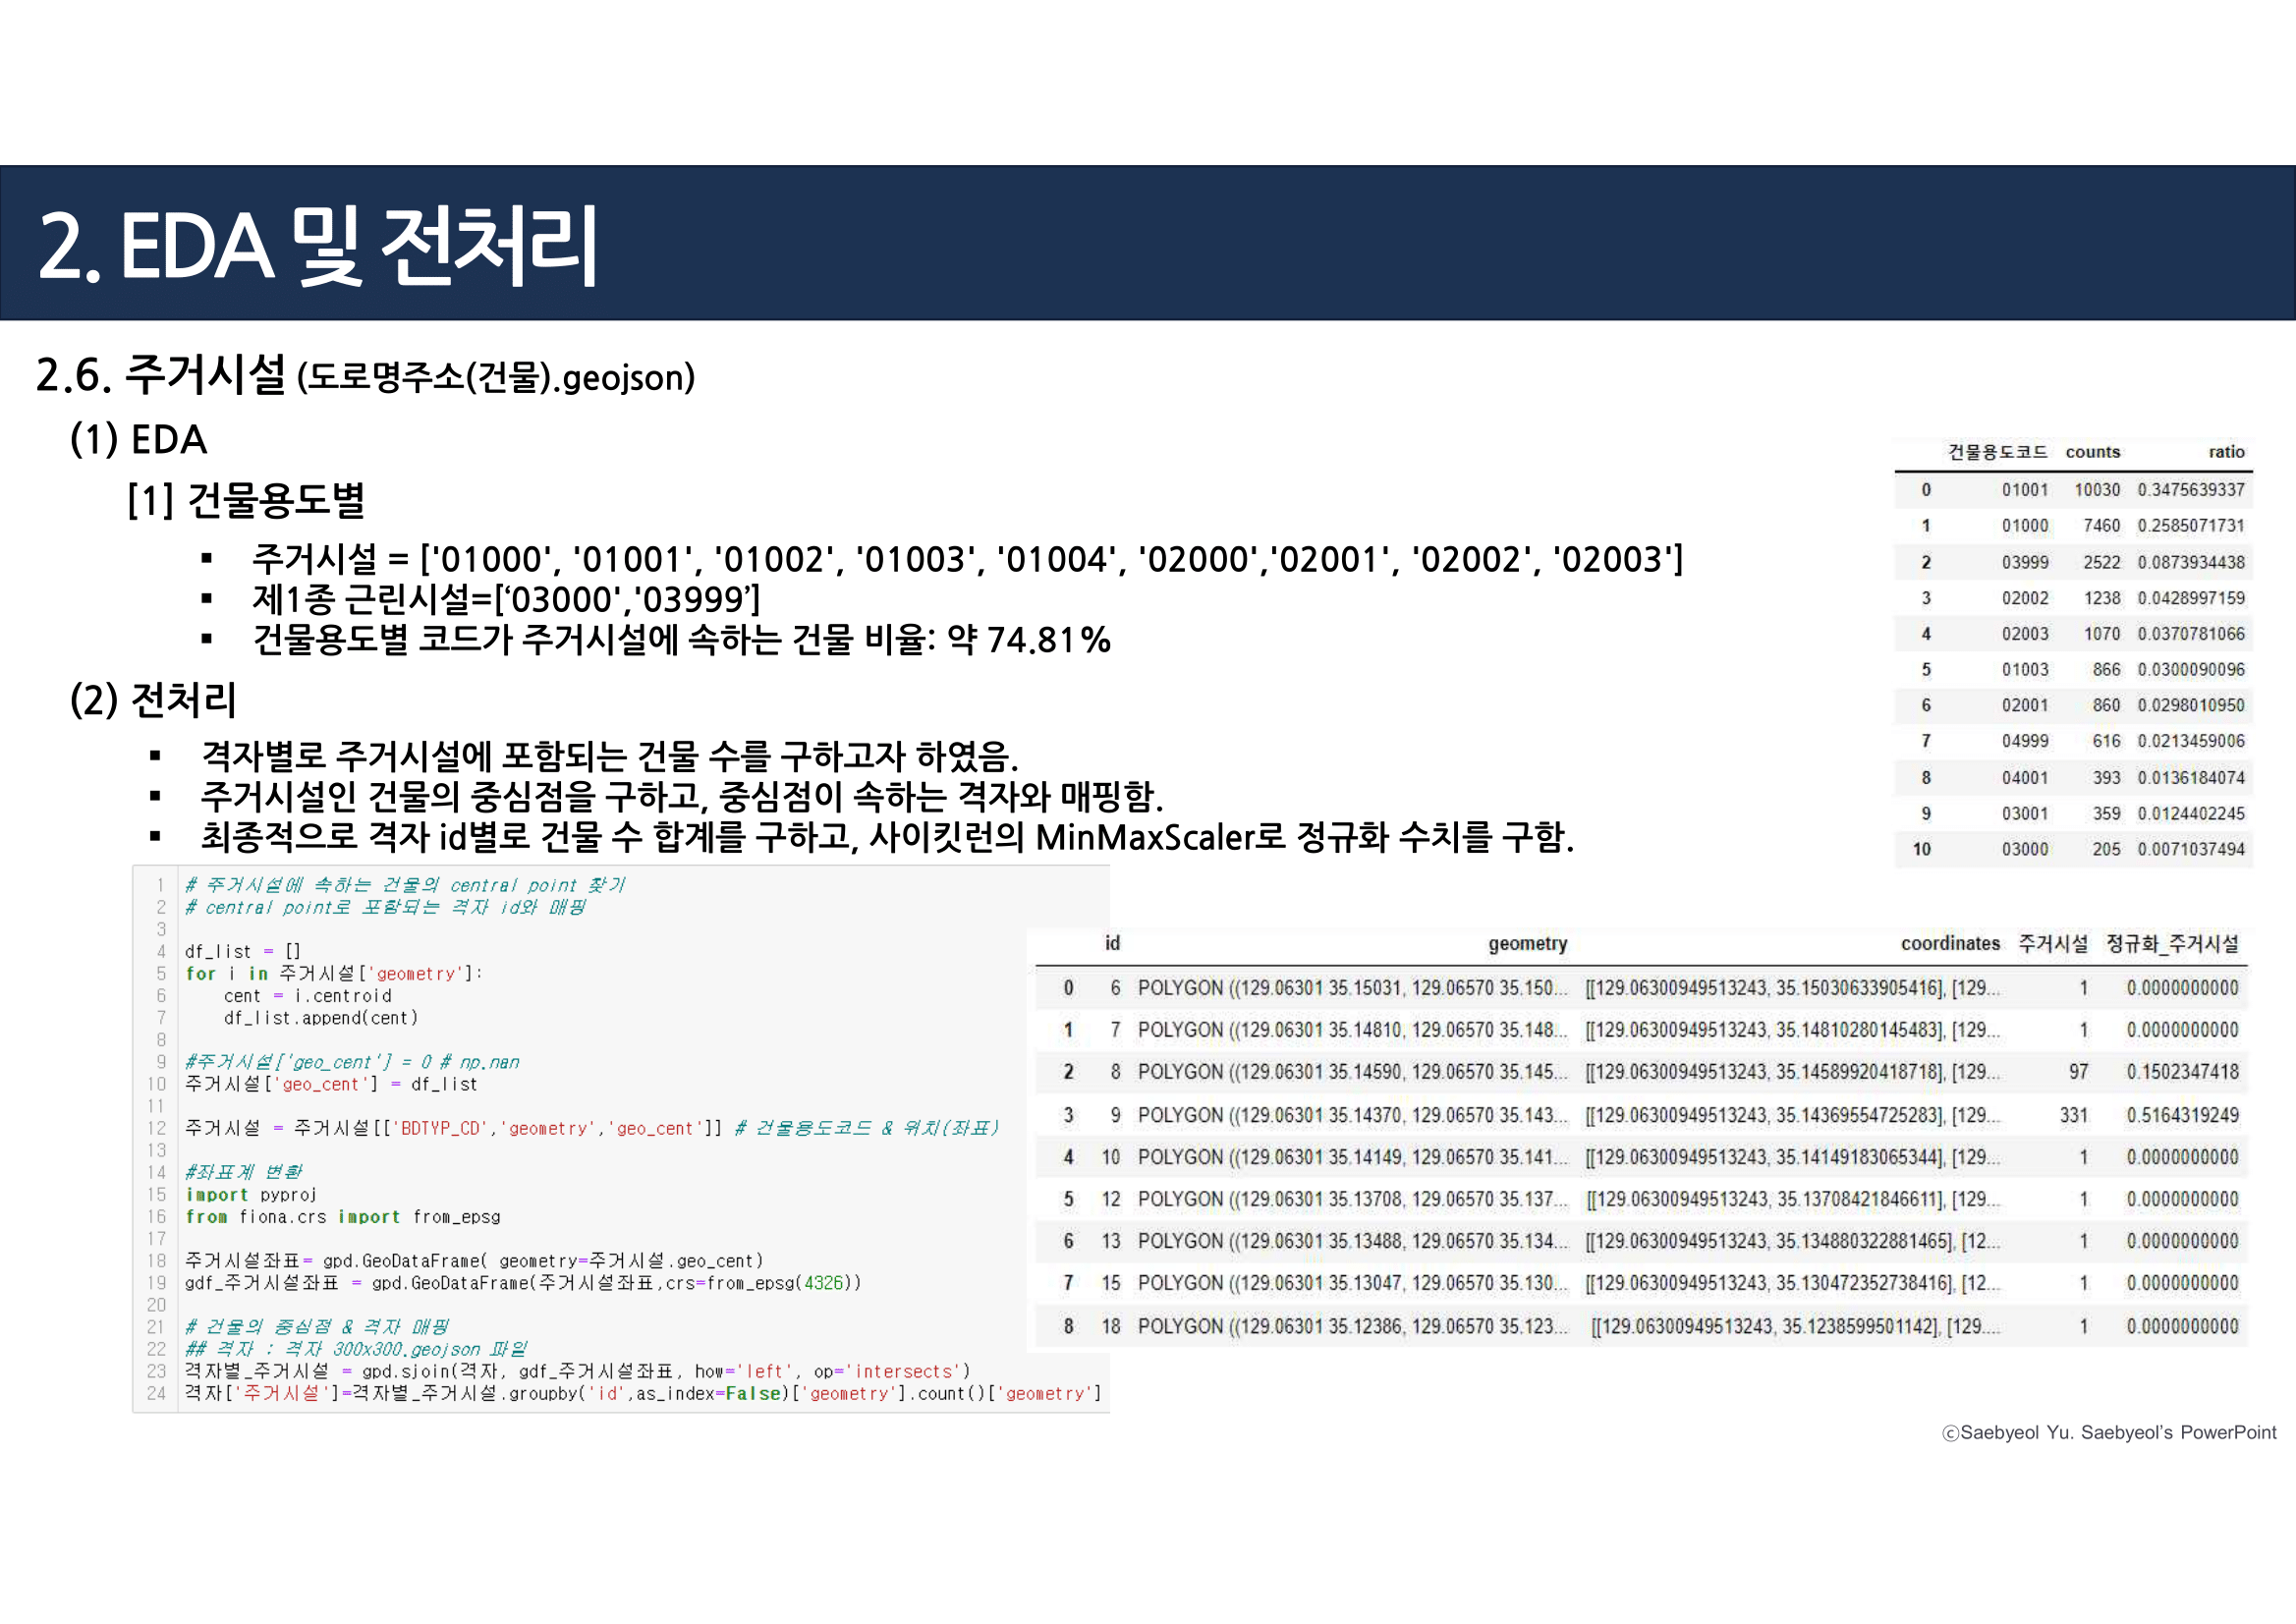 2. EDA 및 전처리
2.6. 주거시설 (도로명주소(건물).geojson)
(1) EDA
[1] 건물용도별
▪ 주거시설 = ['01000', '01001', '01002', '01003', '01004', '02000','02001', '02002', '02003']
▪ 제1종 근린시설=[‘03000','03999’]
▪ 건물용도별 코드가 주거시설에 속하는 건물 비율: 약 74.81%
(2) 전처리
▪ 격자별로 주거시설에 포함되는 건물 수를 구하고자 하였음.
▪ 주거시설인 건물의 중심점을 구하고, 중심점이 속하는 격자와 매핑함.
▪ 최종적으로 격자 id별로 건물 수 합계를 구하고, 사이킷런의 MinMaxScaler로 정규화 수치를 구함.
건물용도코드 counts ratio
0 01001 10030 0.3475639337
1 01000 7460 0.2585071731
2 03999 2522 0.0873934438
3 02002 1238 0.0428997159
4 02003 1070 0.0370781066
5 01003 866 0.0300090096
6 02001 860 0.0298010950
7 04999 616 0.0213459006
8 04001 393 0.0136184074
9 03001 359 0.0124402245
10 03000 205 0.0071037494
1 # 주거시설에 속하는 건물의 central point 찾기
2 # central point로 포함되는 격자 id와 매핑
3
4 df_list = []
5 for i in 주거시설['geometry']:
6 cent = i.centroid
7 df_list.append(cent)
8
9 #주거시설['geo_cent'] = 0 # np.nan
10 주거시설['geo_cent'] = df_list
11
12 주거시설 = 주거시설[['BDTYP_CD','geometry','geo_cent']] # 건물용도코드 & 위치(좌표)
13
14 #좌표계 변환
15 import pyproj
16 from fiona.crs import from_epsg
17
18 주거시설좌표= gpd.GeoDataFrame( geometry=주거시설.geo_cent)
19 gdf_주거시설좌표 = gpd.GeoDataFrame(주거시설좌표,crs=from_epsg(4326))
20
21 # 건물의 중심점 & 격자 매핑
22 ## 격자 : 격자 300x300.geojson 파일
23 격자별_주거시설 = gpd.sjoin(격자, gdf_주거시설좌표, how='left', op='intersects')
24 격자['주거시설']=격자별_주거시설.groupby('id',as_index=False)['geometry'].count()['geometry']
id geometry coordinates 주거시설 정규화_주거시설
0 6 POLYGON ((129.06301 35.15031, 129.06570 35.150... [[129.06300949513243, 35.15030633905416], [129... 1 0.0000000000
1 7 POLYGON ((129.06301 35.14810, 129.06570 35.148... [[129.06300949513243, 35.14810280145483], [129... 1 0.0000000000
2 8 POLYGON ((129.06301 35.14590, 129.06570 35.145... [[129.06300949513243, 35.14589920418718], [129... 97 0.1502347418
3 9 POLYGON ((129.06301 35.14370, 129.06570 35.143... [[129.06300949513243, 35.14369554725283], [129... 331 0.5164319249
4 10 POLYGON ((129.06301 35.14149, 129.06570 35.141... [[129.06300949513243, 35.14149183065344], [129... 1 0.0000000000
5 12 POLYGON ((129.06301 35.13708, 129.06570 35.137... [[129.06300949513243, 35.13708421846611], [129... 1 0.0000000000
6 13 POLYGON ((129.06301 35.13488, 129.06570 35.134... [[129.06300949513243, 35.134880322881465], [12... 1 0.0000000000
7 15 POLYGON ((129.06301 35.13047, 129.06570 35.130... [[129.06300949513243, 35.130472352738416], [12... 1 0.0000000000
8 18 POLYGON ((129.06301 35.12386, 129.06570 35.123... [[129.06300949513243, 35.1238599501142], [129.... 1 0.0000000000
ⓒSaebyeol Yu. Saebyeol's PowerPoint